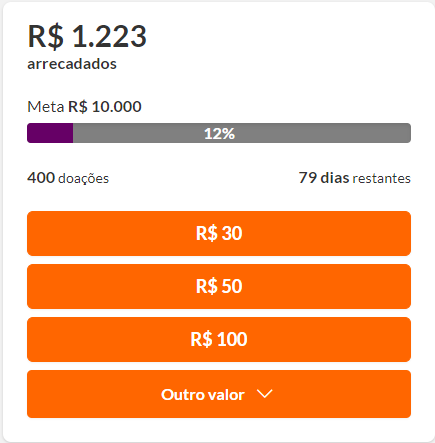 R$ 1.223
arrecadados
Meta R$ 10.000
12%
400 doações 79 dias restantes
R$ 30
R$ 50
R$ 100
Outro valor